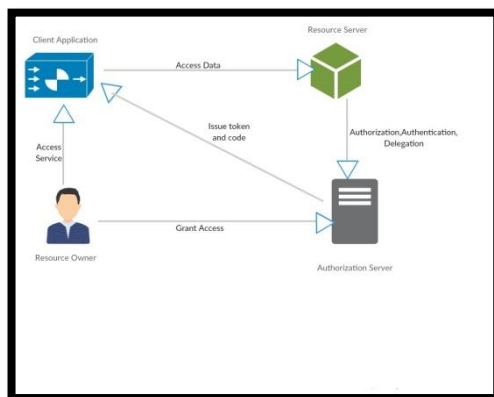 Resource Server
Client Application
Access Data
Issue token
and code
Authorization,Authentication,
Delegation
Access
Service
Grant Access
Resource Owner
Authorization Server